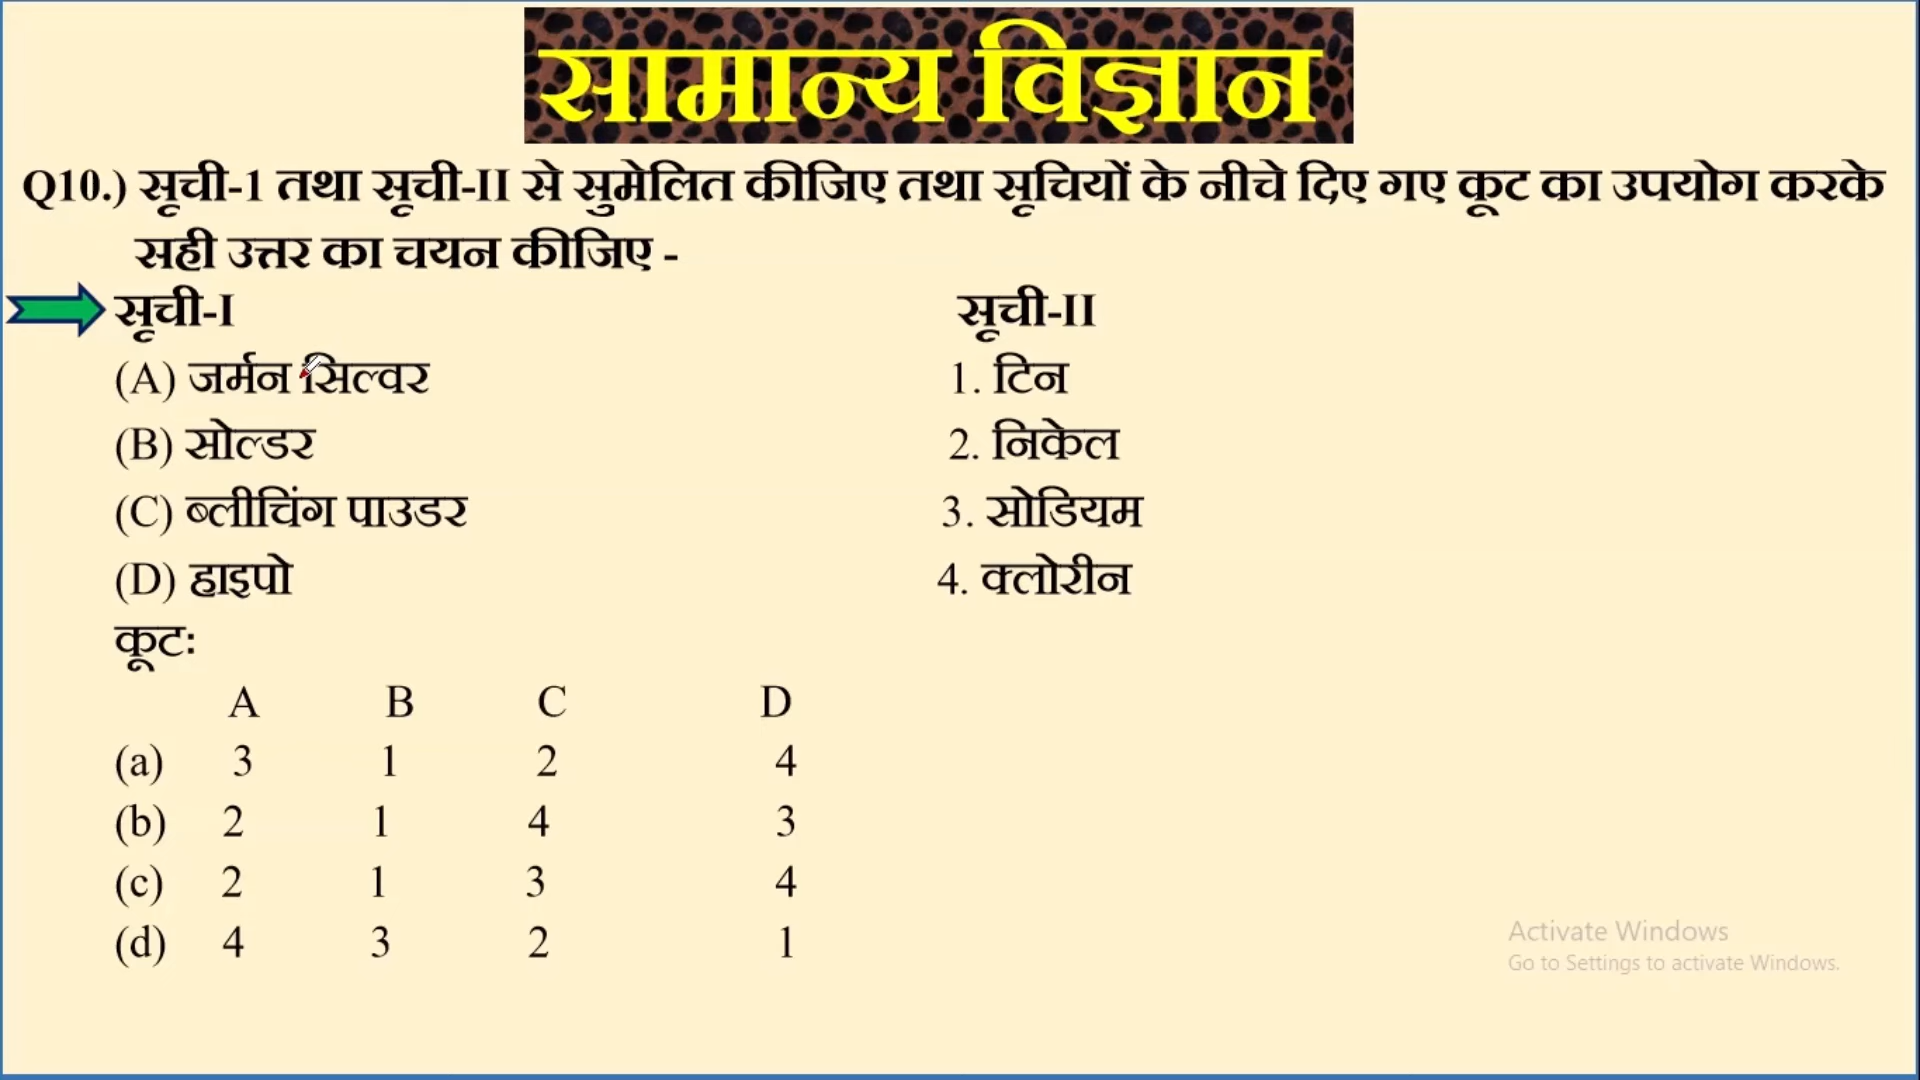 सामान्य विज्ञान
Q10.) सूची-1 तथा सूची-II से सुमेलित कीजिए तथा सूचियों के नीचे दिए गए कूट का उपयोग करके
सही उत्तर का चयन कीजिए -
सूची-I सूची-II
(A) जर्मन सिल्वर 1. टिन
(B) सोल्डर 2. निकेल
(C) ब्लीचिंग पाउडर 3. सोडियम
(D) हाइपो 4. क्लोरीन
कूटः
A B C D
(a) 3 1 2 4
(b) 2 1 4 3
(c) 2 1 3 4
(d) 4 3 2 1
Activate Windows
Go to Settings to activate Windows.